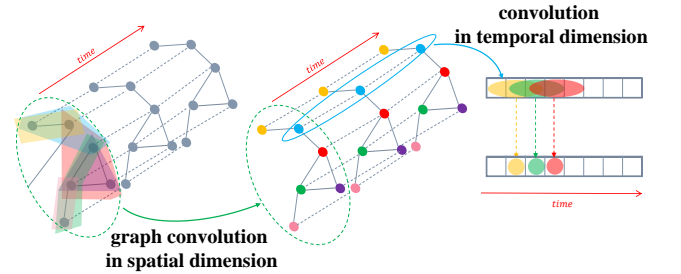 convolution
in temporal dimension
time
time
time
graph convolution
in spatial dimension